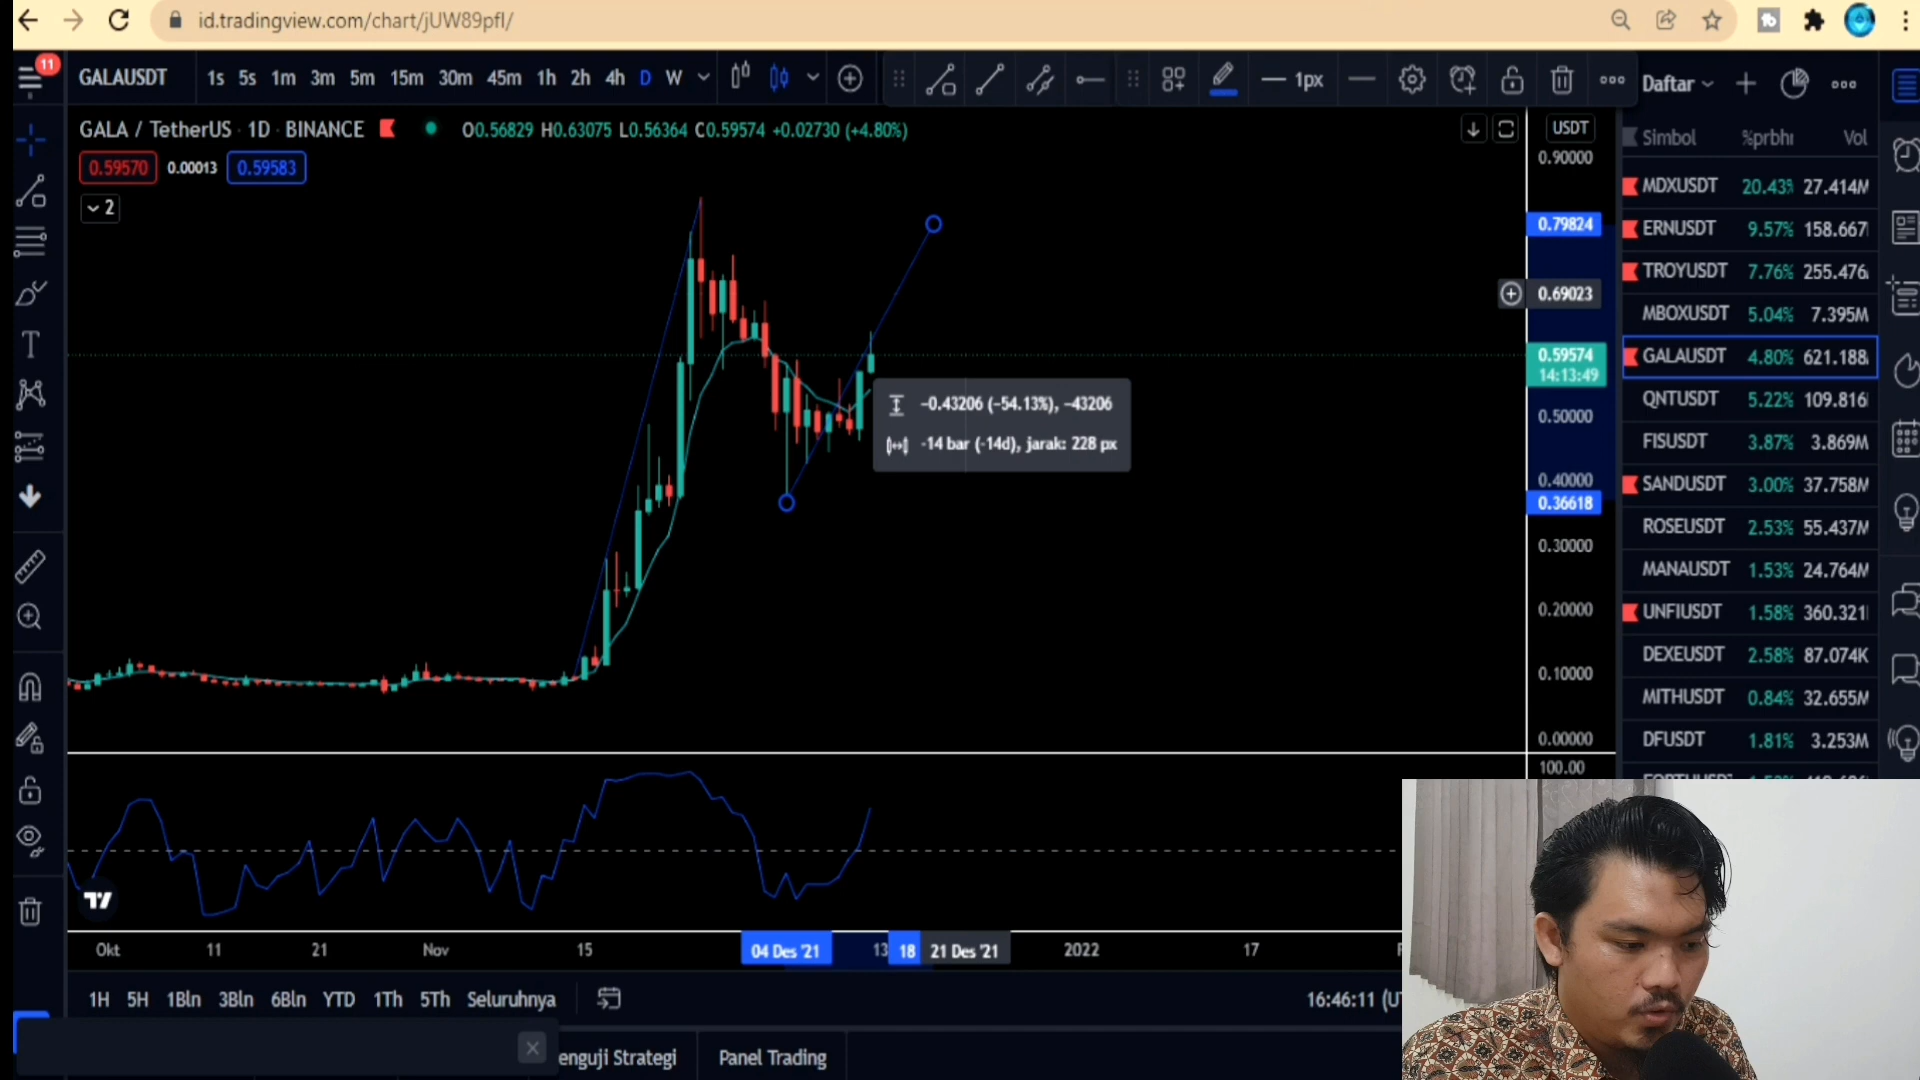 id.tradingview.com/chart/jUW89pfl/
11
GALAUSDT 1s 5s 1m 3m 5m 15m 30m 45m 1h 2h 4h D W 1px Daftar
GALA / TetherUS 1D BINANCE O0.56829 H0.63075 L0.56364 C0.59574 +0.02730 (+4.80%)
0.59570 0.00013 0.59583
2
USDT
0.90000
0.79824
0.69023
0.59574
14:13:49
0.50000
0.40000
0.36618
0.30000
0.20000
0.10000
0.00000
100.00
-0.43206 (-54.13%), -43206
-14 bar (-14d), jarak: 228 px
Simbol %prbhr Vol
MDXUSDT 20.43% 27.414M
ERNUSDT 9.57% 158.667
TROYUSDT 7.76% 255.476
MBOXUSDT 5.04% 7.395M
GALAUSDT 4.80% 621.188
QNTUSDT 5.22% 109.816
FISUSDT 3.87% 3.869M
SANDUSDT 3.00% 37.758M
ROSEUSDT 2.53% 55.437M
MANAUSDT 1.53% 24.764M
UNFIUSDT 1.58% 360.321
DEXEUSDT 2.58% 87.074K
MITHUSDT 0.84% 32.655M
DFUSDT 1.81% 3.253M
Okt 11 21 Nov 15 04 Des '21 13 18 21 Des '21 2022 17
1H 5H 1Bln 3Bln 6Bln YTD 1Th 5Th Seluruhnya 16:46:11 (U
enguji Strategi Panel Trading